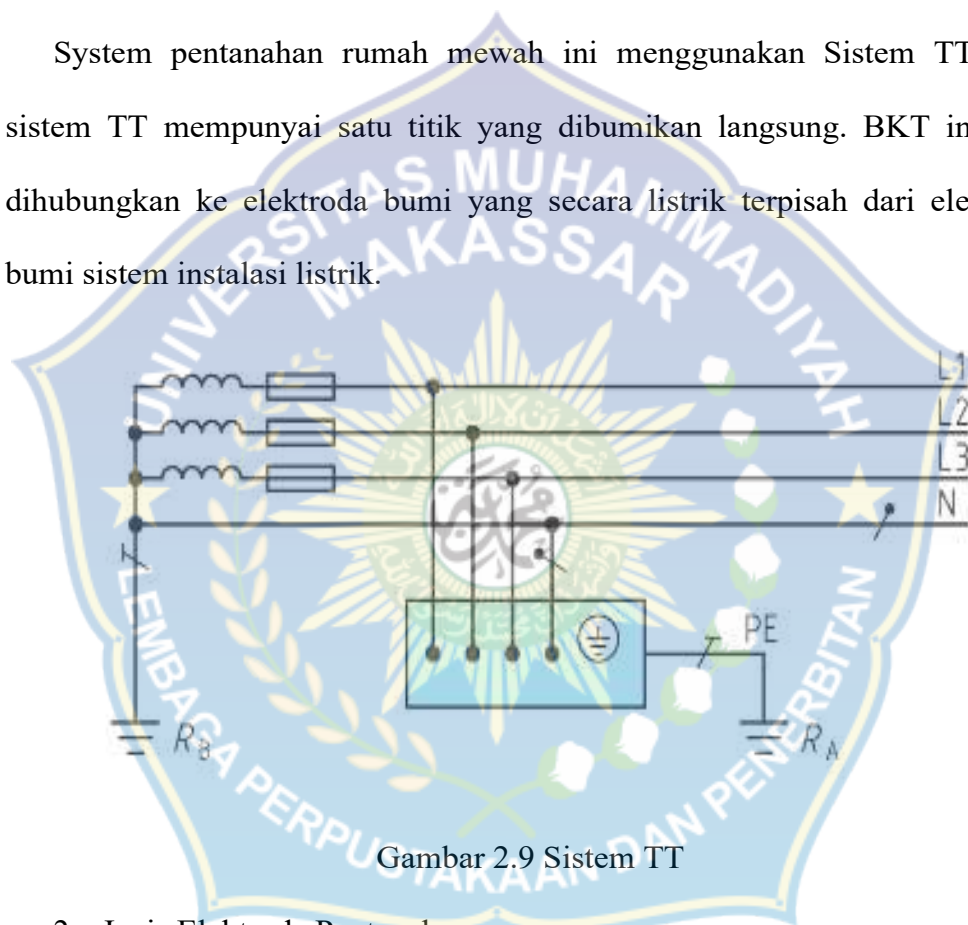 System pentanahan rumah mewah ini menggunakan Sistem TT
sistem TT mempunyai satu titik yang dibumikan langsung. BKT in
dihubungkan ke elektroda bumi yang secara listrik terpisah dari ele
bumi sistem instalasi listrik.
UNIVERSITAS MUHAMMADIYAH
MAKASSAR
L1
L2
L3
N
PE
R_B
R_A
LEMBAGA PERPUSTAKAAN DAN PENERBITAN
Gambar 2.9 Sistem TT